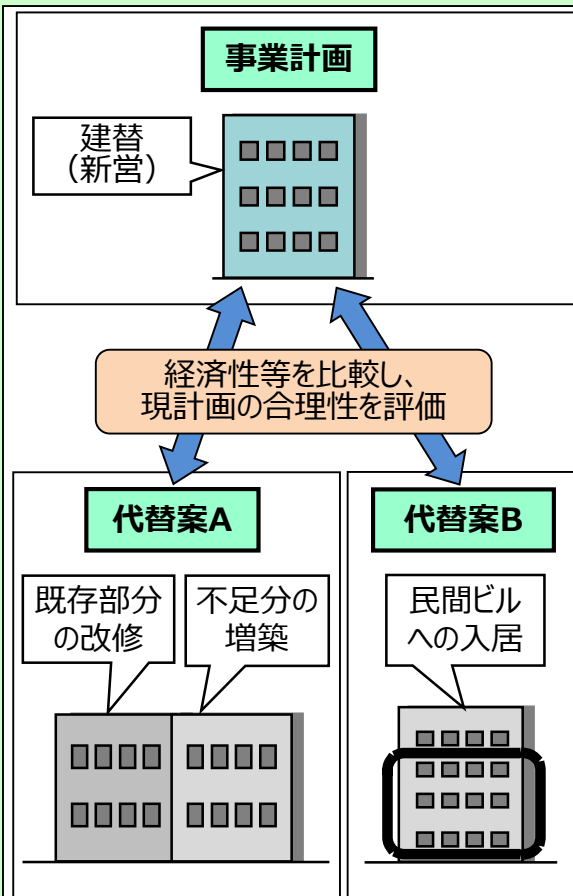 事業計画
建替
（新営）
経済性等を比較し、
現計画の合理性を評価
代替案A
既存部分
の改修
不足分の
増築
代替案B
民間ビル
への入居